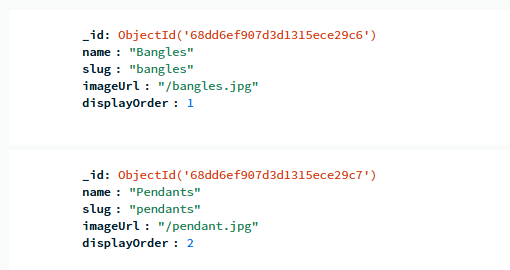 _id: ObjectId('68dd6ef907d3d1315ece29c6')
name : "Bangles"
slug : "bangles"
imageUrl : "/bangles.jpg"
displayOrder : 1
_id: ObjectId('68dd6ef907d3d1315ece29c7')
name : "Pendants"
slug : "pendants"
imageUrl : "/pendant.jpg"
displayOrder : 2